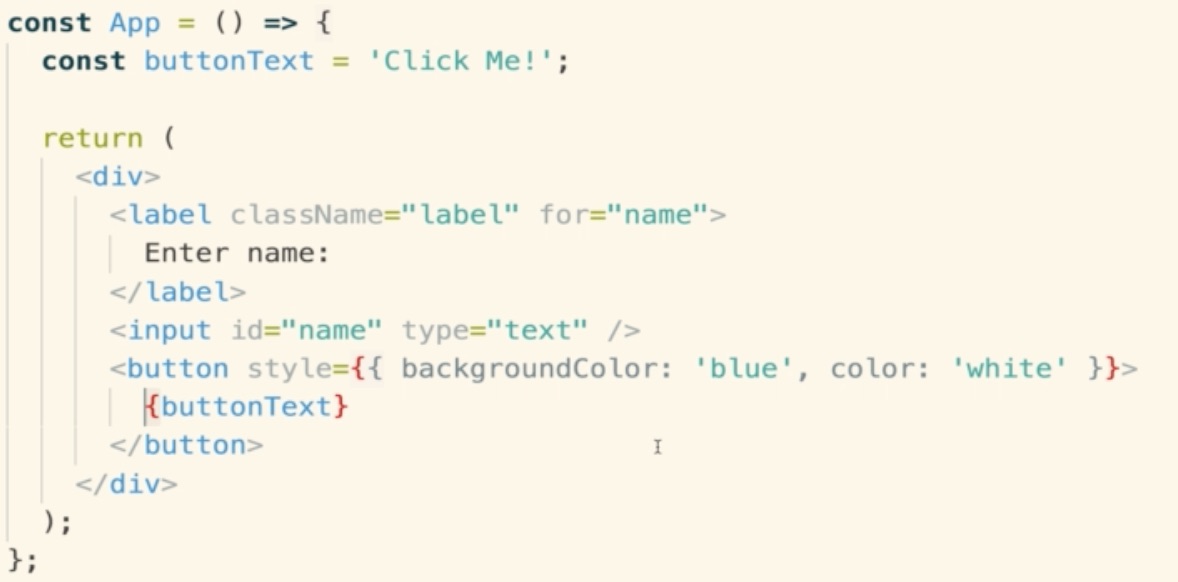 const App = () => {
  const buttonText = 'Click Me!';

  return (
    <div>
      <label className="label" for="name">
        Enter name:
      </label>
      <input id="name" type="text" />
      <button style={{ backgroundColor: 'blue', color: 'white' }}>
        {buttonText}
      </button>
    </div>
  );
};